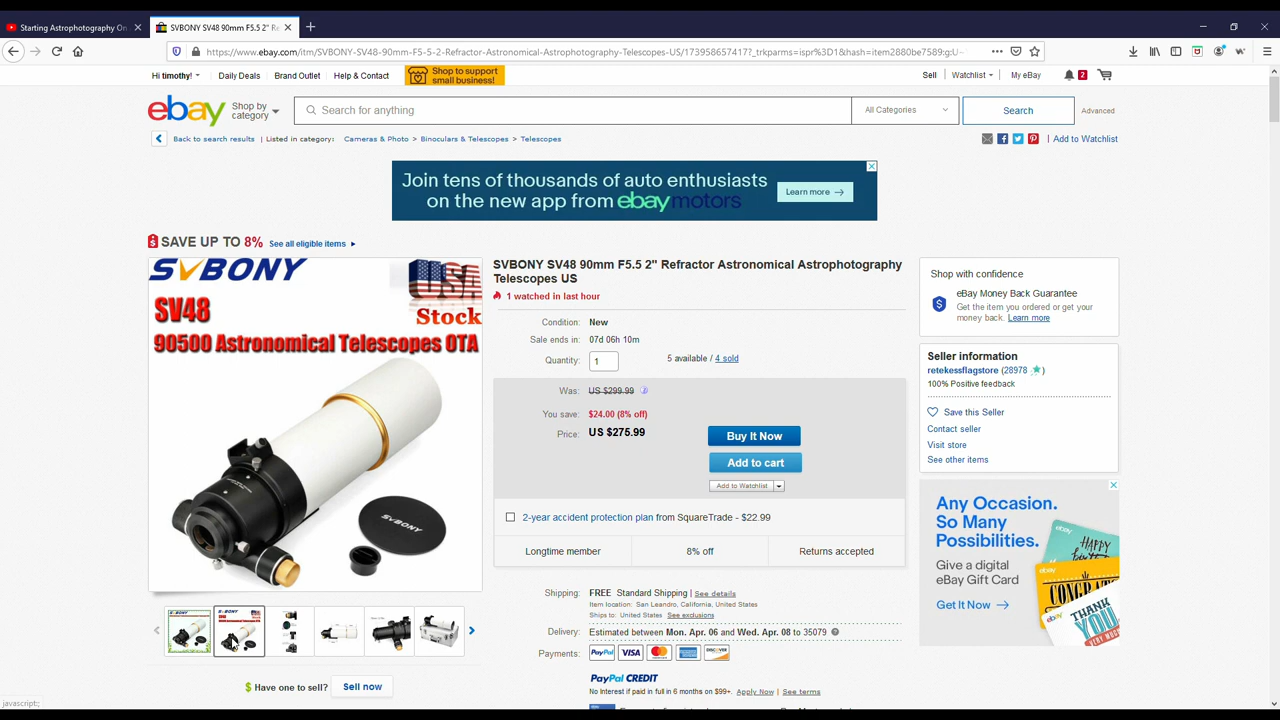 Starting Astrophotography On
SVBONY SV48 90mm F5.5 2" Re
https://www.ebay.com/itm/SVBONY-SV48-90mm-F5-5-2-Refractor-Astronomical-Astrophotography-Telescopes-US/173958657417?_trkparms=ispr%3D1&hash=item2880be7589:g:U
Hi timothy!
Daily Deals
Brand Outlet
Help & Contact
Shop to support
small business!
Sell
Watchlist
My eBay
2
ebay
Shop by
category
Search for anything
All Categories
Search
Advanced
Back to search results
| Listed in category:
Cameras & Photo > Binoculars & Telescopes > Telescopes
| Add to Watchlist
Join tens of thousands of auto enthusiasts
on the new app from ebay motors
Learn more →
SAVE UP TO 8% See all eligible items
SVBONY
USA
Stock
SV48
90500 Astronomical Telescopes OTA
SVBONY
SVBONY SV48 90mm F5.5 2" Refractor Astronomical Astrophotography
Telescopes US
1 watched in last hour
Condition: New
Sale ends in: 07d 06h 10m
Quantity: 1 5 available / 4 sold
Was: US $299.99
You save: $24.00 (8% off)
Price: US $275.99
Buy It Now
Add to cart
Add to Watchlist
2-year accident protection plan from SquareTrade - $22.99
Longtime member
8% off
Returns accepted
Shipping: FREE Standard Shipping | See details
Item location: San Leandro, California, United States
Ships to: United States See exclusions
Delivery: Estimated between Mon. Apr. 06 and Wed. Apr. 08 to 35079
Payments: PayPal VISA
DISCOVER
PayPal CREDIT
No Interest if paid in full in 6 months on $99+. Apply Now | See terms
Shop with confidence
eBay Money Back Guarantee
Get the item you ordered or get your
money back. Learn more
Seller information
retekessflagstore (28978 )
100% Positive feedback
Save this Seller
Contact seller
Visit store
See other items
Any Occasion.
So Many
Possibilities.
Give a digital
eBay Gift Card
Get It Now →
ebay
HAPPY
ebay
CONGRATS
THANK
YOU
$ Have one to sell?
Sell now
javascript:;